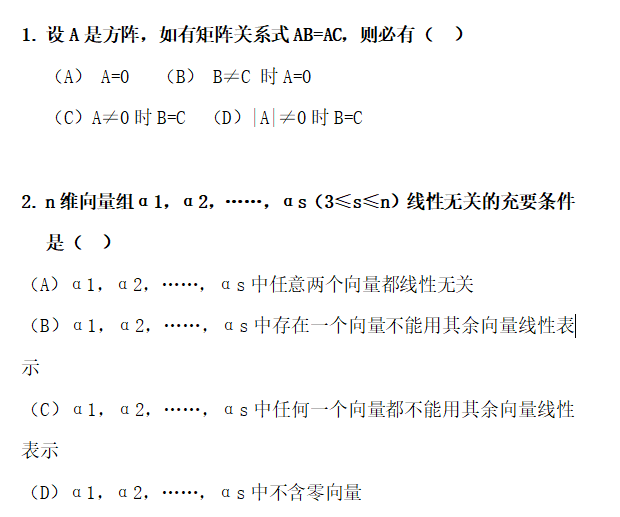 1. 设 A 是方阵，如有矩阵关系式 AB=AC，则必有（ ）
（A） A=0 （B） B≠C 时 A=0
（C）A≠0 时 B=C （D）|A|≠0 时 B=C
2. n 维向量组 α1，α2，……，αs（3≤s≤n）线性无关的充要条件
是（ ）
（A）α1，α2，……，αs 中任意两个向量都线性无关
（B）α1，α2，……，αs 中存在一个向量不能用其余向量线性表
示
（C）α1，α2，……，αs 中任何一个向量都不能用其余向量线性
表示
（D）α1，α2，……，αs 中不含零向量